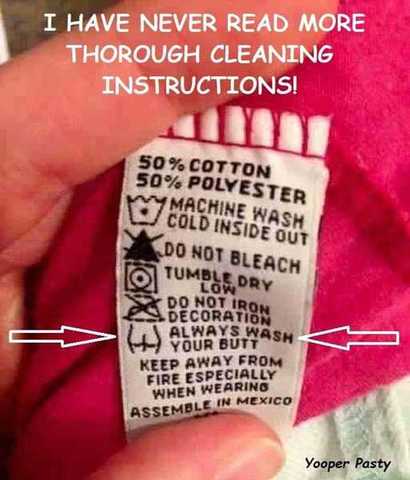 I HAVE NEVER READ MORE
THOROUGH CLEANING
INSTRUCTIONS!
50% COTTON
50% POLYESTER
MACHINE WASH
COLD INSIDE OUT
DO NOT BLEACH
TUMBLE DRY
LOW
DO NOT IRON
DECORATION
ALWAYS WASH
YOUR BUTT
KEEP AWAY FROM
FIRE ESPECIALLY
WHEN WEARING
ASSEMBLE IN MEXICO
Yooper Pasty